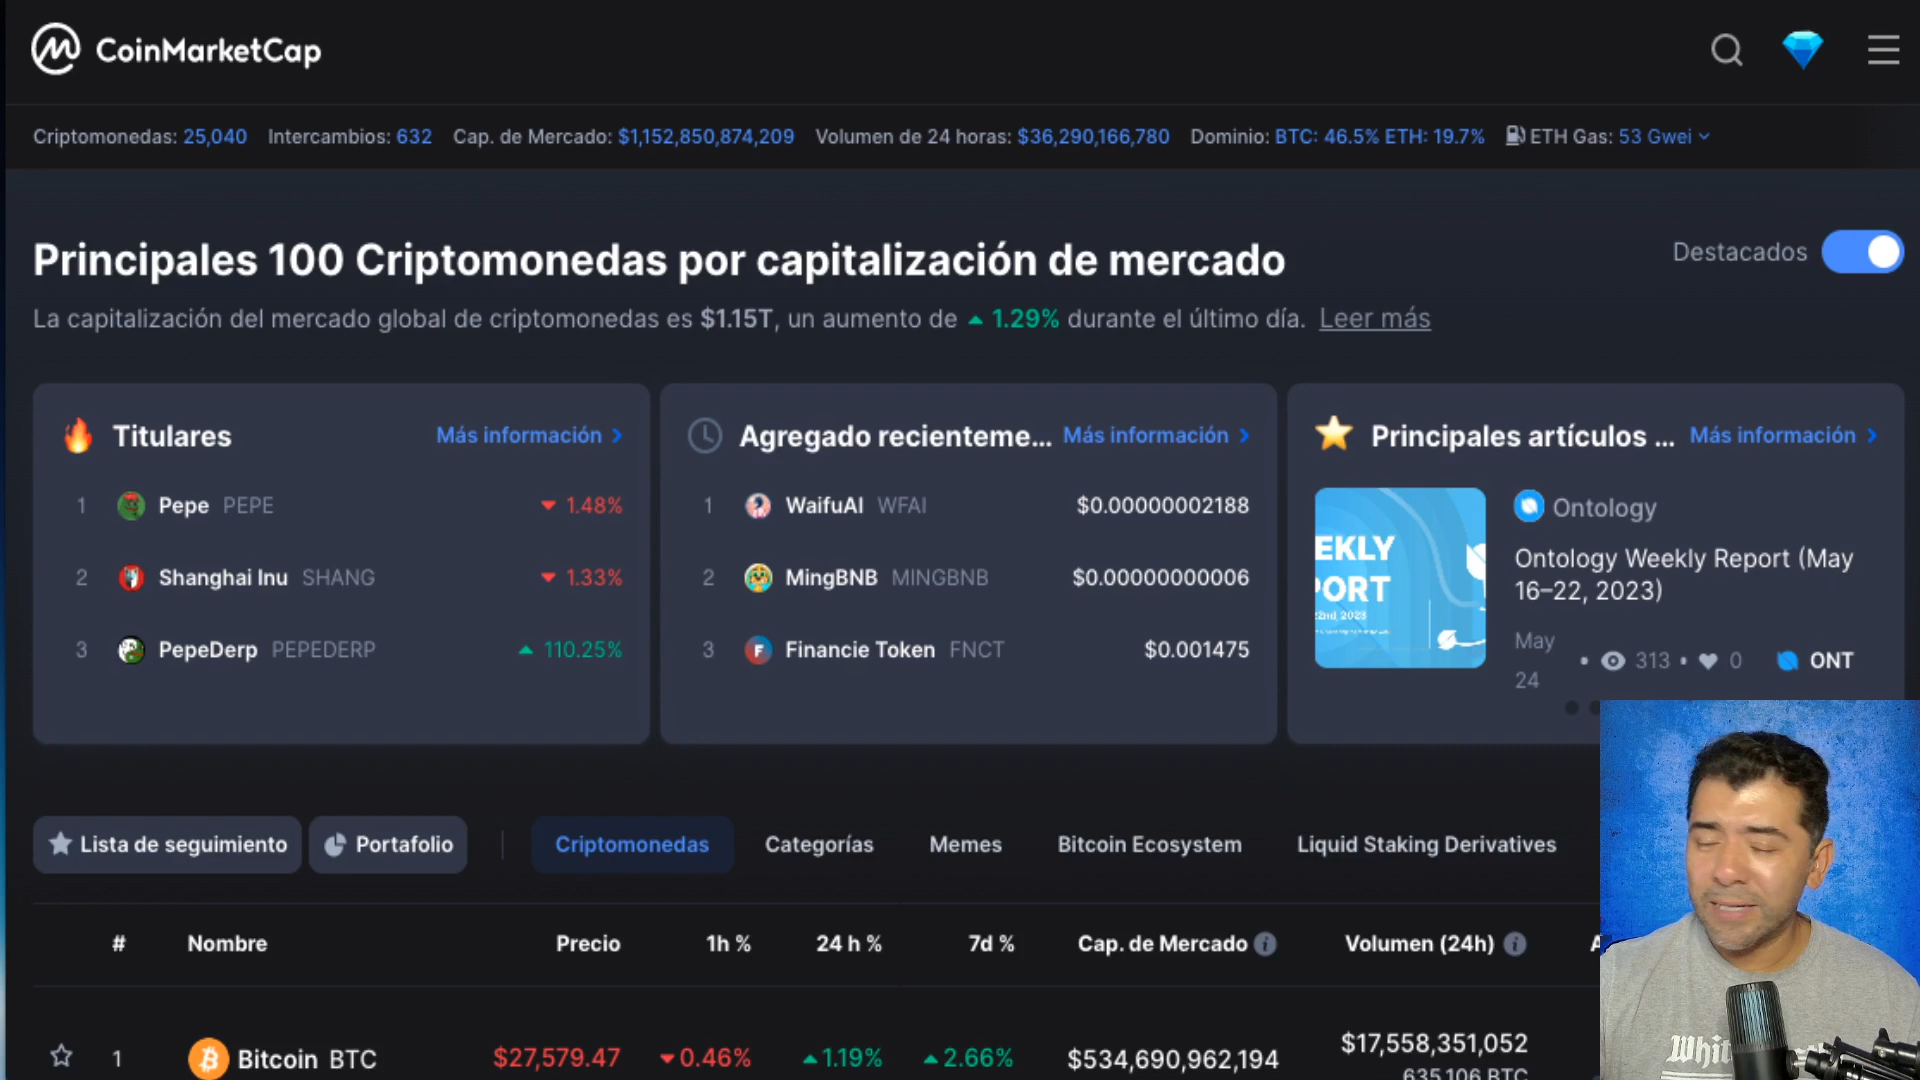 CoinMarketCap
Criptomonedas: 25,040 Intercambios: 632 Cap. de Mercado: $1,152,850,874,209 Volumen de 24 horas: $36,290,166,780 Dominio: BTC: 46.5% ETH: 19.7% ETH Gas: 53 Gwei
Principales 100 Criptomonedas por capitalización de mercado
Destacados
La capitalización del mercado global de criptomonedas es $1.15T, un aumento de 1.29% durante el último día. Leer más
Titulares Más información
1 Pepe PEPE 1.48%
2 Shanghai Inu SHANG 1.33%
3 PepeDerp PEPEDERP 110.25%
Agregado recienteme... Más información
1 WaifuAI WFAI $0.00000002188
2 MingBNB MINGBNB $0.00000000006
3 Financie Token FNCT $0.001475
Principales artículos ... Más información
EKLY
PORT
22nd, 2023
Ontology
Ontology Weekly Report (May
16–22, 2023)
May
24
• 313 • 0 ONT
Lista de seguimiento Portafolio Criptomonedas Categorías Memes Bitcoin Ecosystem Liquid Staking Derivatives
# Nombre Precio 1h % 24 h % 7d % Cap. de Mercado Volumen (24h)
1 Bitcoin BTC $27,579.47 0.46% 1.19% 2.66% $534,690,962,194 $17,558,351,052
635,106 BTC